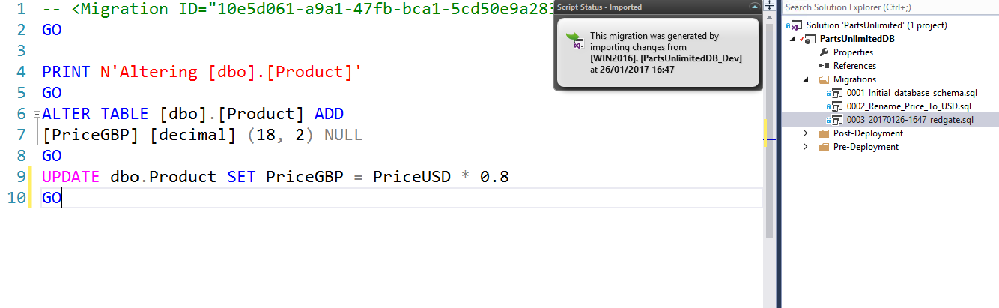 1 -- <Migration ID="10e5d061-a9a1-47fb-bca1-5cd50e9a283
2 GO
3
4 PRINT N'Altering [dbo].[Product]'
5 GO
6 ALTER TABLE [dbo].[Product] ADD
7 [PriceGBP] [decimal] (18, 2) NULL
8 GO
9 UPDATE dbo.Product SET PriceGBP = PriceUSD * 0.8
10 GO
Script Status - Imported
This migration was generated by
importing changes from
[WIN2016]. [PartsUnlimitedDB_Dev]
at 26/01/2017 16:47
Search Solution Explorer (Ctrl+;)
Solution 'PartsUnlimited' (1 project)
PartsUnlimitedDB
Properties
References
Migrations
0001_Initial_database_schema.sql
0002_Rename_Price_To_USD.sql
0003_20170126-1647_redgate.sql
Post-Deployment
Pre-Deployment